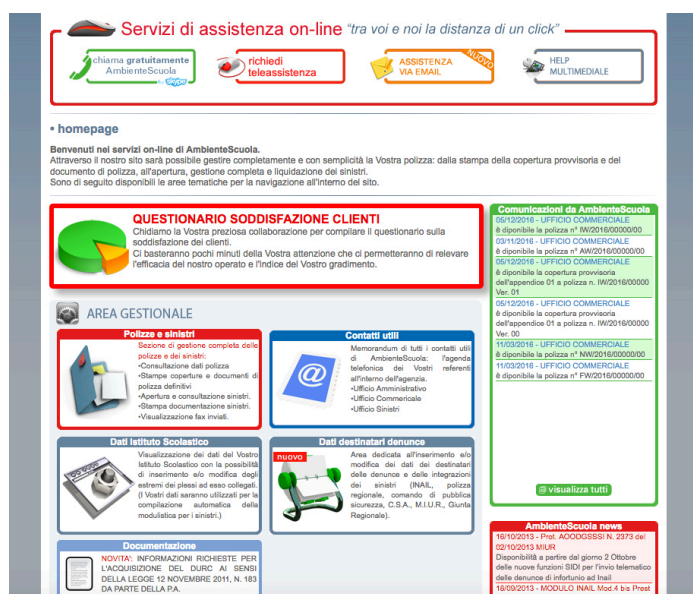 Servizi di assistenza on-line "tra voi e noi la distanza di un click"
chiama gratuitamente
AmbienteScuola
skype
richiedi
teleassistenza
ASSISTENZA
VIA EMAIL
NUOVO
HELP
MULTIMEDIALE
• homepage
Benvenuti nei servizi on-line di AmbienteScuola.
Attraverso il nostro sito sarà possibile gestire completamente e con semplicità la Vostra polizza: dalla stampa della copertura provvisoria e del
documento di polizza, all'apertura, gestione completa e liquidazione dei sinistri.
Sono di seguito disponibili le aree tematiche per la navigazione all'interno del sito.
QUESTIONARIO SODDISFAZIONE CLIENTI
Chidiamo la Vostra preziosa collaborazione per compilare il questionario sulla
soddisfazione dei clienti.
Ci basteranno pochi minuti della Vostra attenzione che ci permetteranno di relevare
l'efficacia del nostro operato e l'indice del Vostro gradimento.
AREA GESTIONALE
Polizze e sinistri
Sezione di gestione completa delle
polizze e dei sinistri:
•Consultazione dati polizza
•Stampe coperture e documenti di
polizza definitivi
•Apertura e consultazione sinistri.
•Stampa documentazione sinistri.
•Visualizzazione fax inviati.
Contatti utili
Memorandum di tutti i contatti utili
di AmbienteScuola: l'agenda
telefonica dei Vostri referenti
all'interno dell'agenzia.
•Ufficio Amministrativo
•Ufficio Commericale
•Ufficio Sinistri
Dati Istituto Scolastico
Visualizzazione dei dati del Vostro
Istituto Scolastico con la possibilità
di inserimento e/o modifica degli
estremi dei plessi ad esso collegati.
(I Vostri dati saranno utilizzati per la
compilazione automatica della
modulistica per i sinistri.)
Dati destinatari denunce
nuovo
Area dedicata all'inserimento e/o
modifica dei dati dei destinatari
delle denunce e delle integrazioni
dei sinistri (INAIL, polizza
regionale, comando di pubblica
sicurezza, C.S.A., M.I.U.R., Giunta
Regionale).
Documentazione
NOVITA': INFORMAZIONI RICHIESTE PER
L'ACQUISIZIONE DEL DURC AI SENSI
DELLA LEGGE 12 NOVEMBRE 2011, N. 183
DA PARTE DELLA P.A.
Comunicazioni da AmbienteScuola
05/12/2016 - UFFICIO COMMERCIALE
è diponibile la polizza n° IW/2016/00000/00
03/11/2016 - UFFICIO COMMERCIALE
è diponibile la polizza n° AW/2016/00000/00
05/12/2016 - UFFICIO COMMERCIALE
è diponibile la copertura provvisoria
dell'appendice 01 a polizza n. IW/2016/00000
Ver. 01
05/12/2016 - UFFICIO COMMERCIALE
è diponibile la copertura provvisoria
dell'appendice 01 a polizza n. IW/2016/00000
Ver. 00
11/03/2016 - UFFICIO COMMERCIALE
è diponibile la polizza n° NW/2016/00000/00
11/03/2016 - UFFICIO COMMERCIALE
è diponibile la polizza n° FW/2016/00000/00
@ visualizza tutti
AmbienteScuola news
16/10/2013 - Prot. AOODGSSSI N. 2373 del
02/10/2013 MIUR
Disponibilità a partire dal giorno 2 Ottobre
delle nuove funzioni SIDI per l'invio telematico
delle denunce di infortunio ad Inail
16/09/2013 - MODULO INAIL Mod.4 bis Prest